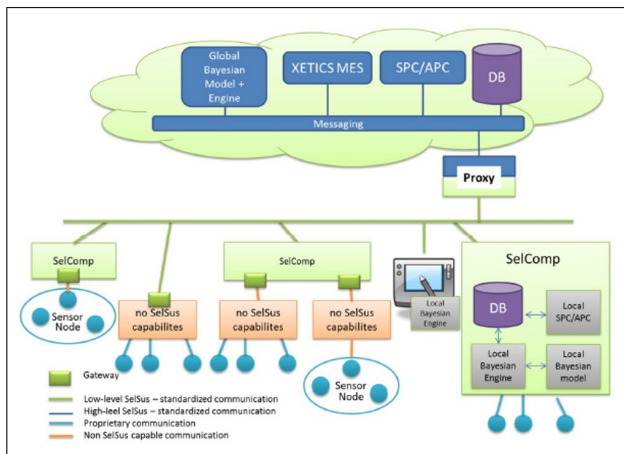 Global
Bayesian
Model +
Engine
XETICS MES
SPC/APC
DB
Messaging
Proxy
SelComp
Sensor
Node
no SelSus
capabilites
SelComp
no SelSus
capabilites
no SelSus
capabilites
Sensor
Node
Local
Bayesian
Engine
SelComp
DB
Local
SPC/APC
Local
Bayesian
Engine
Local
Bayesian
model
Gateway
Low-level SelSus – standardized communication
High-leel SelSus – standardized communication
Proprietary communication
Non SelSus capable communication